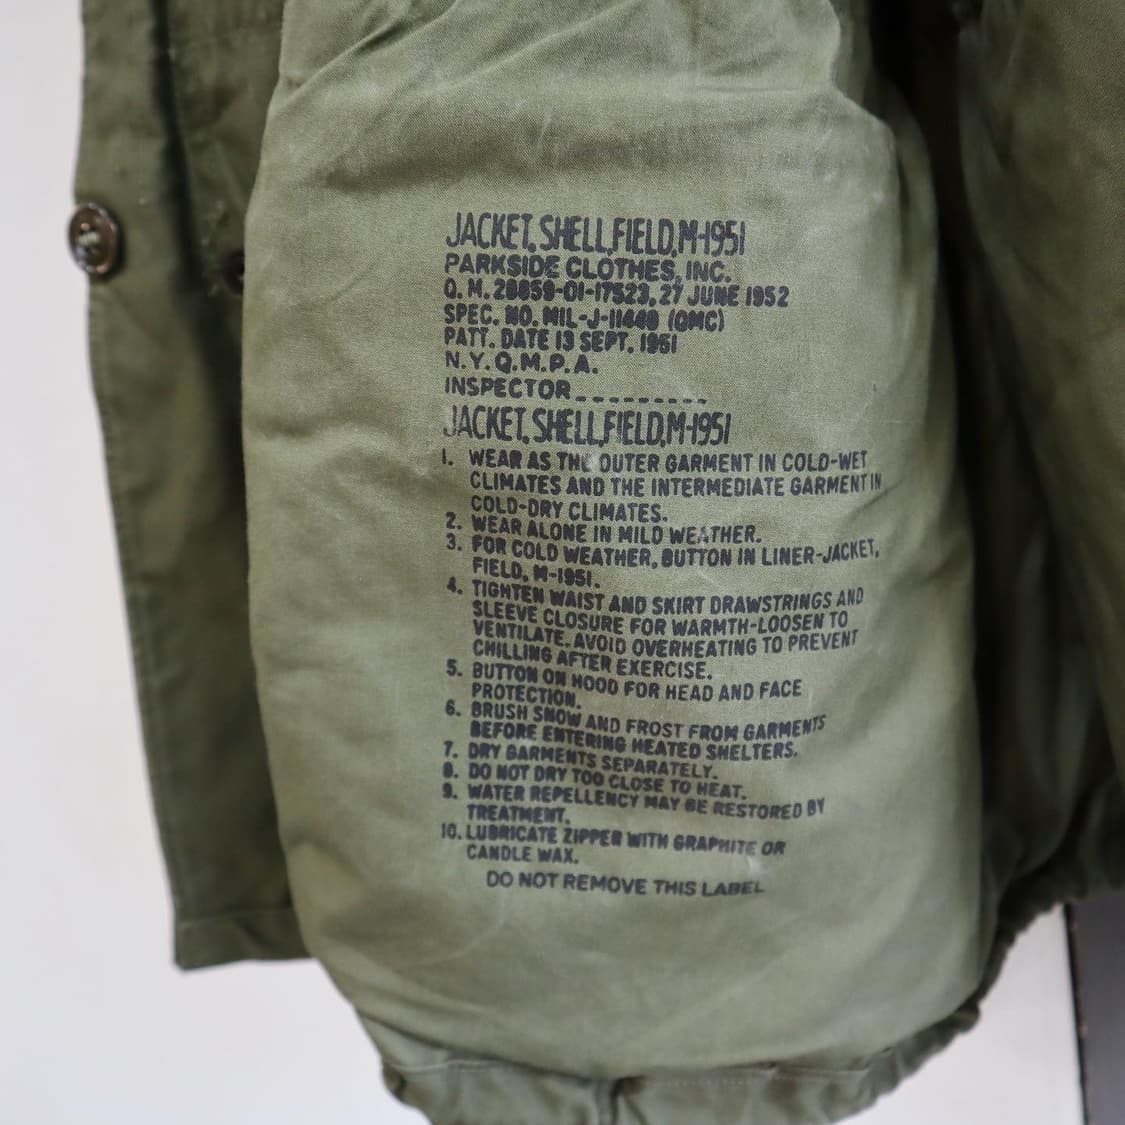 JACKET, SHELL, FIELD, M-1951
PARKSIDE CLOTHES, INC.
Q. M. 28859-OI-17523, 27 JUNE 1952
SPEC. NO. MIL-J-11448 (QMC)
PATT. DATE 13 SEPT. 1951
N.Y.Q.M.P.A.
INSPECTOR_________
JACKET, SHELL, FIELD, M-1951
1. WEAR AS THE OUTER GARMENT IN COLD-WET
CLIMATES AND THE INTERMEDIATE GARMENT IN
COLD-DRY CLIMATES.
2. WEAR ALONE IN MILD WEATHER.
3. FOR COLD WEATHER, BUTTON IN LINER-JACKET,
FIELD, M-1951.
4. TIGHTEN WAIST AND SKIRT DRAWSTRINGS AND
SLEEVE CLOSURE FOR WARMTH-LOOSEN TO
VENTILATE. AVOID OVERHEATING TO PREVENT
CHILLING AFTER EXERCISE.
5. BUTTON ON HOOD FOR HEAD AND FACE
PROTECTION.
6. BRUSH SNOW AND FROST FROM GARMENTS
BEFORE ENTERING HEATED SHELTERS.
7. DRY GARMENTS SEPARATELY.
8. DO NOT DRY TOO CLOSE TO HEAT.
9. WATER REPELLENCY MAY BE RESTORED BY
TREATMENT.
10. LUBRICATE ZIPPER WITH GRAPHITE OR
CANDLE WAX.
DO NOT REMOVE THIS LABEL